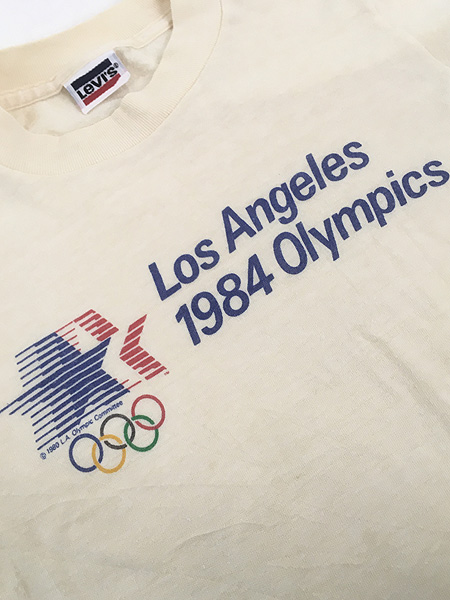 Levi's®
Los Angeles
1984 Olympics
© 1980 L.A. Olympic Committee